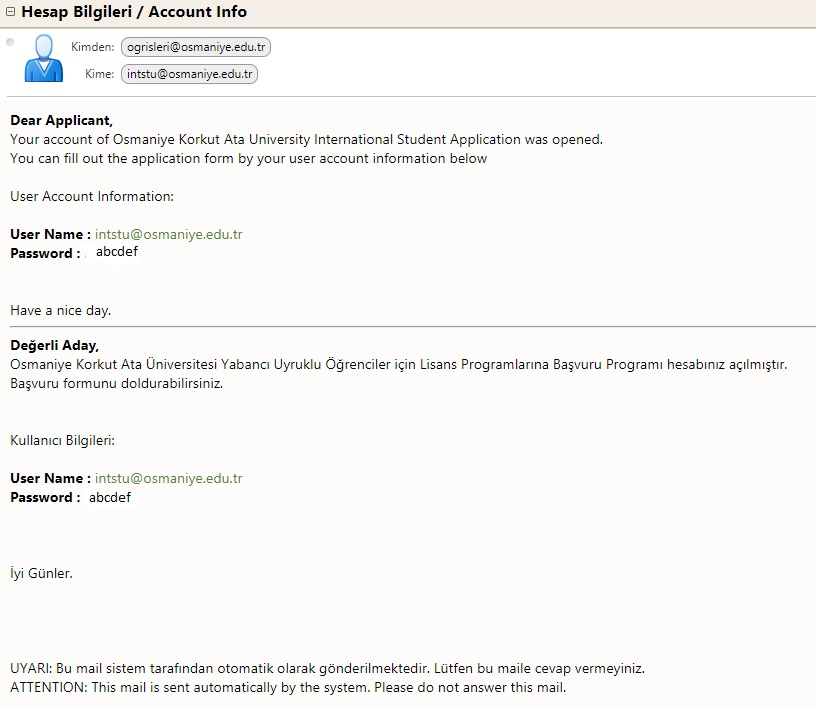 Hesap Bilgileri / Account Info
Kimden: ogrisleri@osmaniye.edu.tr
Kime: intstu@osmaniye.edu.tr
Dear Applicant,
Your account of Osmaniye Korkut Ata University International Student Application was opened.
You can fill out the application form by your user account information below
User Account Information:
User Name : intstu@osmaniye.edu.tr
Password : abcdef
Have a nice day.
Değerli Aday,
Osmaniye Korkut Ata Üniversitesi Yabancı Uyruklu Öğrenciler için Lisans Programlarına Başvuru Programı hesabınız açılmıştır.
Başvuru formunu doldurabilirsiniz.
Kullanıcı Bilgileri:
User Name : intstu@osmaniye.edu.tr
Password : abcdef
İyi Günler.
UYARI: Bu mail sistem tarafından otomatik olarak gönderilmektedir. Lütfen bu maile cevap vermeyiniz.
ATTENTION: This mail is sent automatically by the system. Please do not answer this mail.